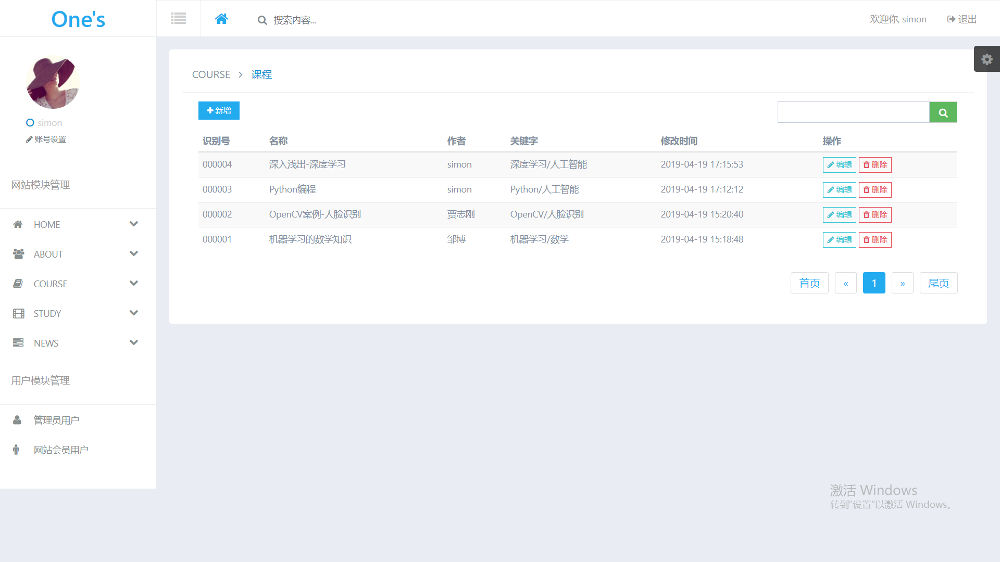 One's
搜索内容...
欢迎你, simon
退出
simon
账号设置
网站模块管理
HOME
ABOUT
COURSE
STUDY
NEWS
用户模块管理
管理员用户
网站会员用户
COURSE > 课程
新增
识别号 名称 作者 关键字 修改时间 操作
000004 深入浅出-深度学习 simon 深度学习/人工智能 2019-04-19 17:15:53 编辑 删除
000003 Python编程 simon Python/人工智能 2019-04-19 17:12:12 编辑 删除
000002 OpenCV案例-人脸识别 贾志刚 OpenCV/人脸识别 2019-04-19 15:20:40 编辑 删除
000001 机器学习的数学知识 邹博 机器学习/数学 2019-04-19 15:18:48 编辑 删除
首页 « 1 » 尾页
激活 Windows
转到“设置”以激活 Windows。